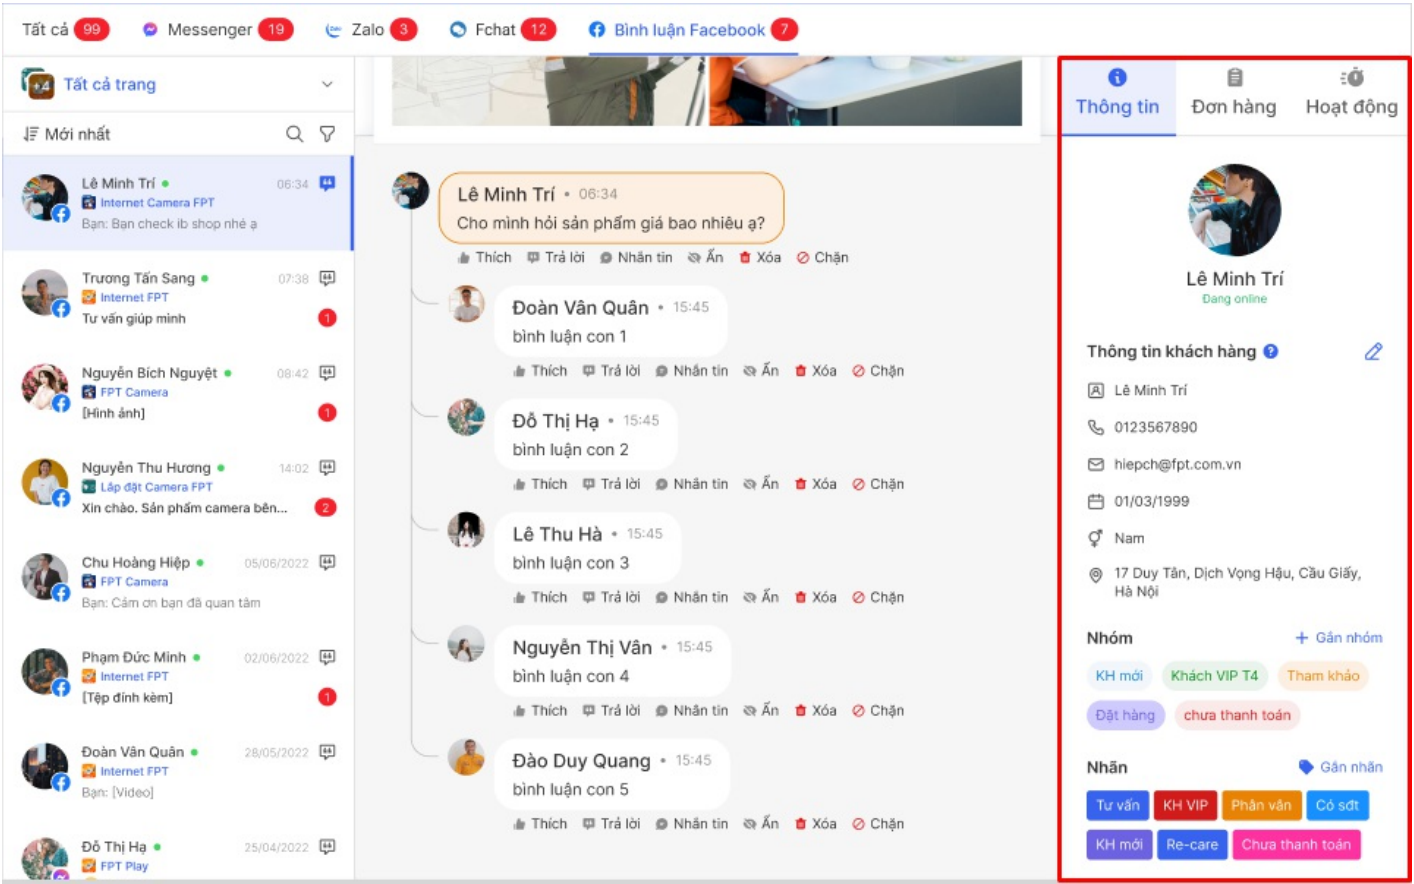 Tất cả 99 Messenger 19 Zalo 3 Fchat 12 Bình luận Facebook 7
+4 Tất cả trang
Mới nhất
Lê Minh Trí 06:34
Internet Camera FPT
Bạn: Bạn check ib shop nhé ạ
Trương Tấn Sang 07:38
Internet FPT
Tư vấn giúp mình 1
Nguyễn Bích Nguyệt 08:42
FPT Camera
[Hình ảnh] 1
Nguyễn Thu Hương 14:02
Lắp đặt Camera FPT
Xin chào. Sản phẩm camera bên... 2
Chu Hoàng Hiệp 05/06/2022
FPT Camera
Bạn: Cảm ơn bạn đã quan tâm
Phạm Đức Minh 02/06/2022
Internet FPT
[Tệp đính kèm] 1
Đoàn Văn Quân 28/05/2022
Internet FPT
Bạn: [Video]
Đỗ Thị Hạ 25/04/2022
FPT Play
Lê Minh Trí • 06:34
Cho mình hỏi sản phẩm giá bao nhiêu ạ?
Thích Trả lời Nhắn tin Ẩn Xóa Chặn
Đoàn Văn Quân • 15:45
bình luận con 1
Thích Trả lời Nhắn tin Ẩn Xóa Chặn
Đỗ Thị Hạ • 15:45
bình luận con 2
Thích Trả lời Nhắn tin Ẩn Xóa Chặn
Lê Thu Hà • 15:45
bình luận con 3
Thích Trả lời Nhắn tin Ẩn Xóa Chặn
Nguyễn Thị Vân • 15:45
bình luận con 4
Thích Trả lời Nhắn tin Ẩn Xóa Chặn
Đào Duy Quang • 15:45
bình luận con 5
Thích Trả lời Nhắn tin Ẩn Xóa Chặn
Thông tin Đơn hàng Hoạt động
Lê Minh Trí
Đang online
Thông tin khách hàng
Lê Minh Trí
0123567890
hiepch@fpt.com.vn
01/03/1999
Nam
17 Duy Tân, Dịch Vọng Hậu, Cầu Giấy,
Hà Nội
Nhóm + Gắn nhóm
KH mới Khách VIP T4 Tham khảo
Đặt hàng chưa thanh toán
Nhãn Gắn nhãn
Tư vấn KH VIP Phân vân Có sđt
KH mới Re-care Chưa thanh toán